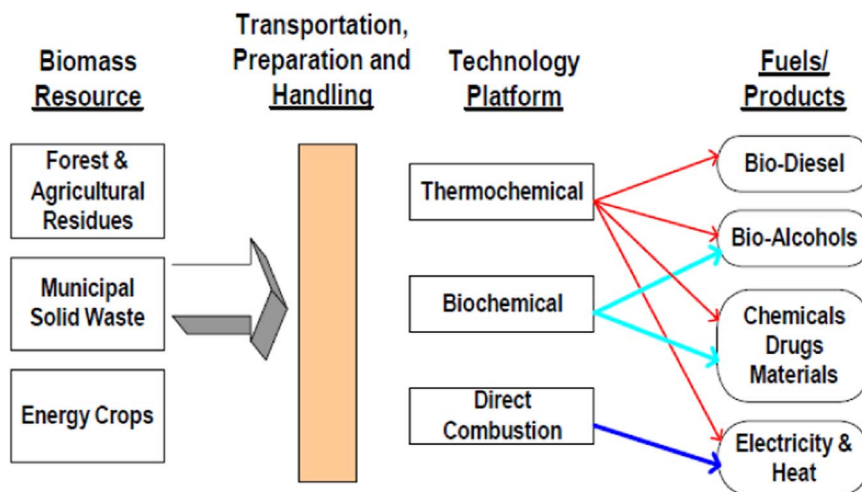 Biomass
Resource
Transportation,
Preparation and
Handling
Technology
Platform
Fuels/
Products
Forest &
Agricultural
Residues
Municipal
Solid Waste
Energy Crops
Thermochemical
Biochemical
Direct
Combustion
Bio-Diesel
Bio-Alcohols
Chemicals
Drugs
Materials
Electricity &
Heat